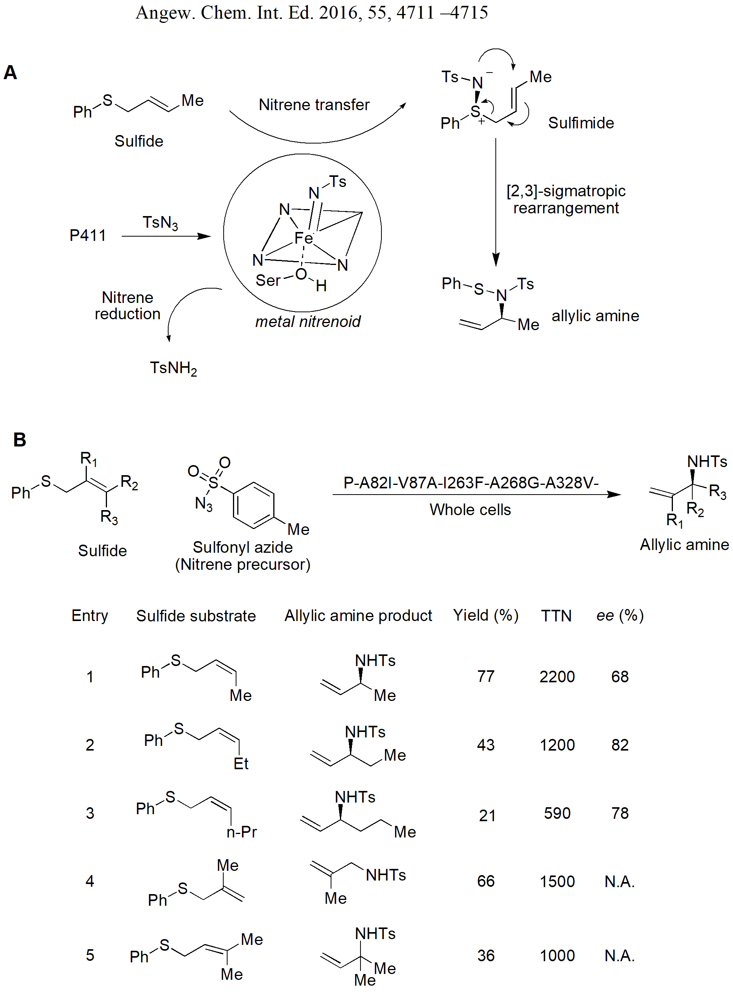 Angew. Chem. Int. Ed. 2016, 55, 4711 –4715
A
Ph S Me
Sulfide
Nitrene transfer
Ts N − Me
Ph S +
Sulfimide
[2,3]-sigmatropic
rearrangement
P411
TsN3
Ts
N
N
Fe
N N
Ser O H
metal nitrenoid
Nitrene
reduction
TsNH2
Ph S N Ts
Me
allylic amine
B
R1
Ph S R2
R3
Sulfide
O O
S
N3
Me
Sulfonyl azide
(Nitrene precursor)
P-A82I-V87A-I263F-A268G-A328V-
Whole cells
NHTs
R3
R2
R1
Allylic amine
Entry Sulfide substrate Allylic amine product Yield (%) TTN ee (%)
1 Ph S Me NHTs Me 77 2200 68
2 Ph S Et NHTs Me 43 1200 82
3 Ph S n-Pr NHTs Me 21 590 78
4 Ph S Me NHTs Me 66 1500 N.A.
5 Ph S Me Me NHTs Me Me 36 1000 N.A.